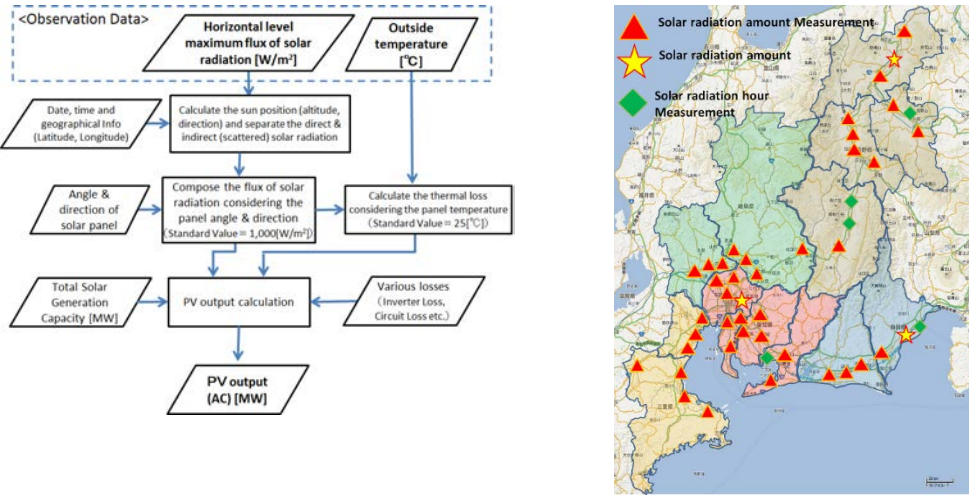 <Observation Data>
Horizontal level
maximum flux of solar
radiation [W/m²]
Outside
temperature
[℃]
Date, time and
geographical Info
(Latitude, Longitude)
Calculate the sun position (altitude,
direction) and separate the direct &
indirect (scattered) solar radiation
Angle &
direction of
solar panel
Compose the flux of solar
radiation considering the
panel angle & direction
(Standard Value = 1,000[W/m²])
Calculate the thermal loss
considering the panel temperature
(Standard Value = 25[℃])
Total Solar
Generation
Capacity [MW]
PV output calculation
Various losses
(Inverter Loss,
Circuit Loss etc.)
PV output
(AC) [MW]
Solar radiation amount Measurement
Solar radiation amount
Solar radiation hour
Measurement